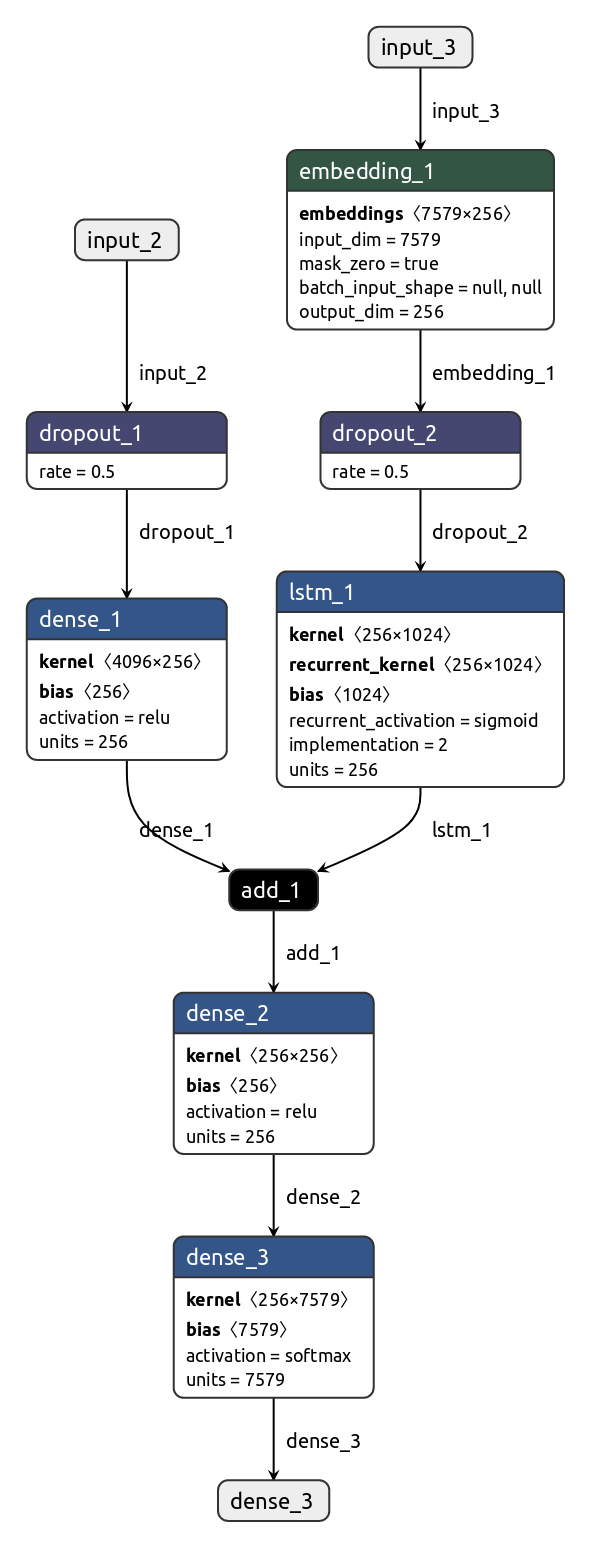 input_3
input_3
embedding_1
embeddings 〈7579×256〉
input_dim = 7579
mask_zero = true
batch_input_shape = null, null
output_dim = 256
input_2
input_2
embedding_1
dropout_1
rate = 0.5
dropout_2
rate = 0.5
dropout_1
dropout_2
dense_1
kernel 〈4096×256〉
bias 〈256〉
activation = relu
units = 256
lstm_1
kernel 〈256×1024〉
recurrent_kernel 〈256×1024〉
bias 〈1024〉
recurrent_activation = sigmoid
implementation = 2
units = 256
dense_1
lstm_1
add_1
add_1
dense_2
kernel 〈256×256〉
bias 〈256〉
activation = relu
units = 256
dense_2
dense_3
kernel 〈256×7579〉
bias 〈7579〉
activation = softmax
units = 7579
dense_3
dense_3